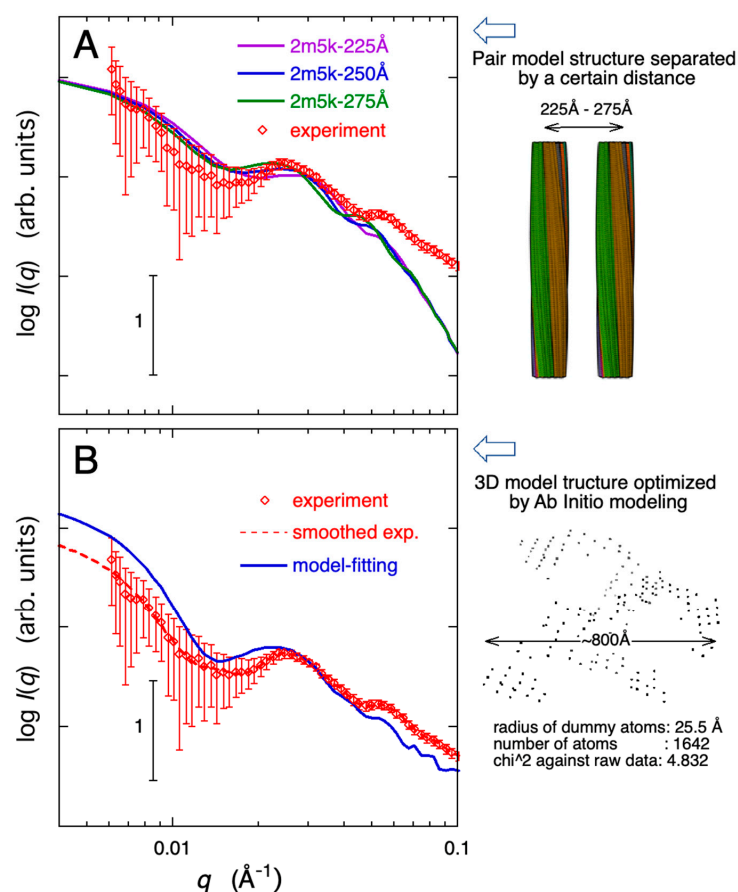 A
2m5k-225Å
2m5k-250Å
2m5k-275Å
experiment
log I(q) (arb. units)
1
Pair model structure separated
by a certain distance
225Å - 275Å
B
experiment
smoothed exp.
model-fitting
log I(q) (arb. units)
1
0.01
0.1
q (Å⁻¹)
3D model tructure optimized
by Ab Initio modeling
~800Å
radius of dummy atoms: 25.5 Å
number of atoms : 1642
chi^2 against raw data: 4.832